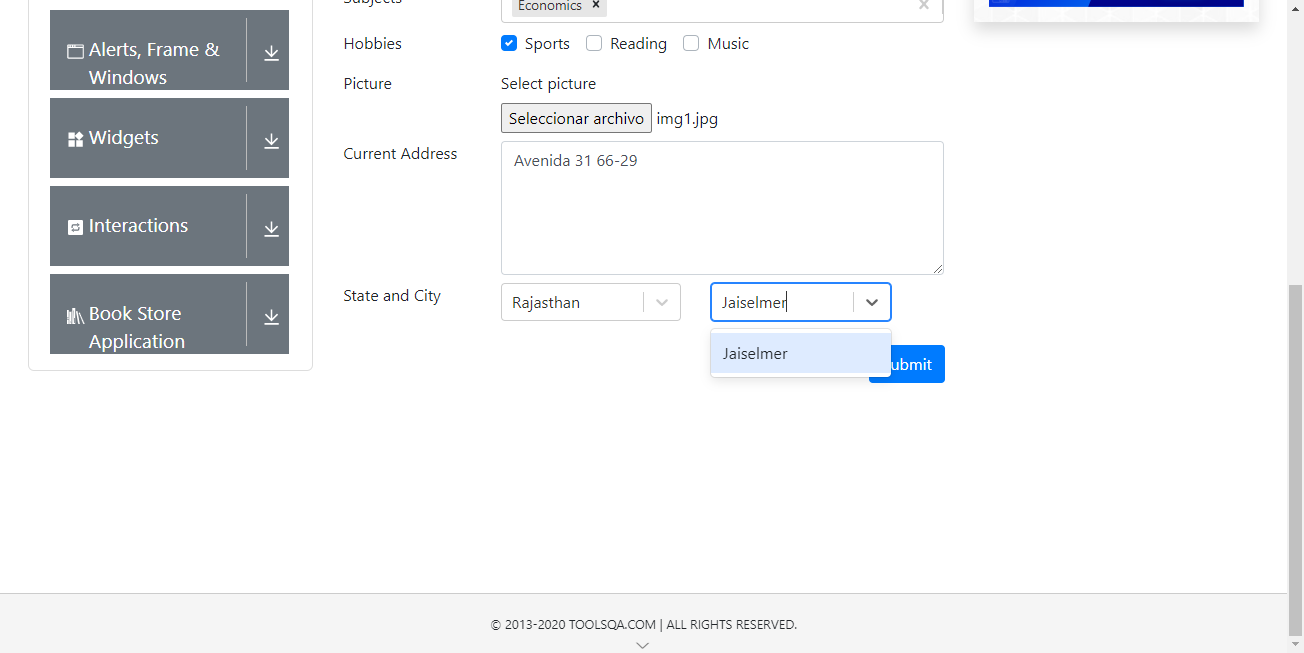 Subjects
Economics ×
Hobbies
Sports Reading Music
Picture
Select picture
Seleccionar archivo img1.jpg
Current Address
Avenida 31 66-29
State and City
Rajasthan
Jaiselmer
Jaiselmer
ubmit
Alerts, Frame &
Windows
Widgets
Interactions
Book Store
Application
© 2013-2020 TOOLSQA.COM | ALL RIGHTS RESERVED.